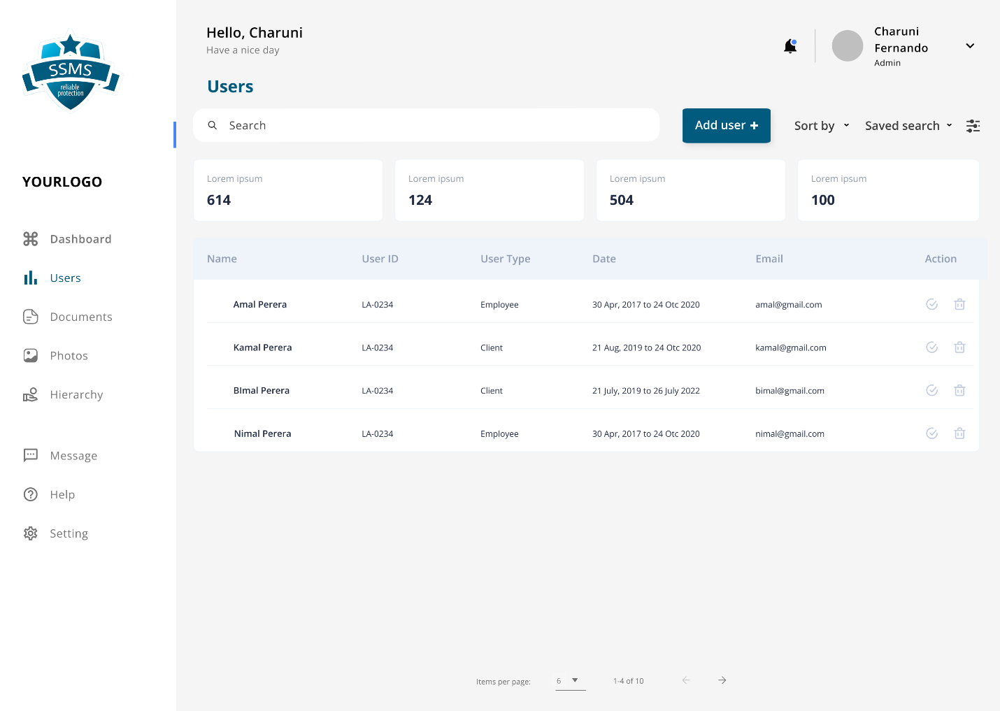 SSMS
reliable
protection
YOURLOGO
Dashboard
Users
Documents
Photos
Hierarchy
Message
Help
Setting
Hello, Charuni
Have a nice day
Charuni
Fernando
Admin
Users
Search
Add user +
Sort by
Saved search
Lorem ipsum
614
Lorem ipsum
124
Lorem ipsum
504
Lorem ipsum
100
Name User ID User Type Date Email Action
Amal Perera LA-0234 Employee 30 Apr, 2017 to 24 Otc 2020 amal@gmail.com
Kamal Perera LA-0234 Client 21 Aug, 2019 to 24 Otc 2020 kamal@gmail.com
BImal Perera LA-0234 Client 21 July, 2019 to 26 July 2022 bimal@gmail.com
Nimal Perera LA-0234 Employee 30 Apr, 2017 to 24 Otc 2020 nimal@gmail.com
Items per page: 6 1-4 of 10